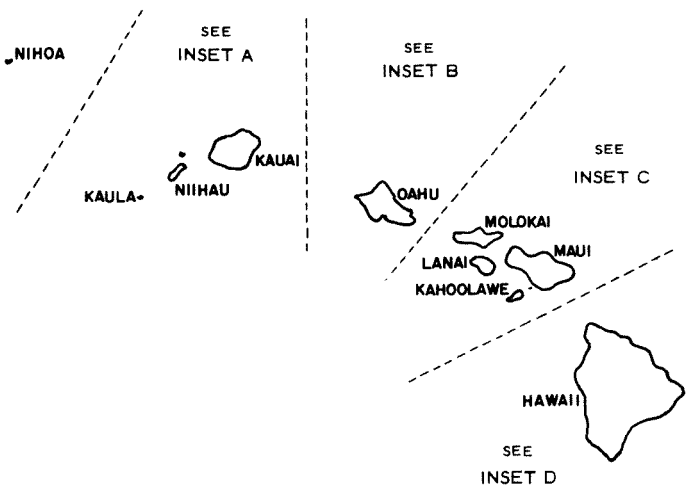 NIHOA
SEE
INSET A
SEE
INSET B
SEE
INSET C
KAUAI
NIIHAU
KAULA
OAHU
MOLOKAI
LANAI
MAUI
KAHOOLAWE
HAWAII
SEE
INSET D